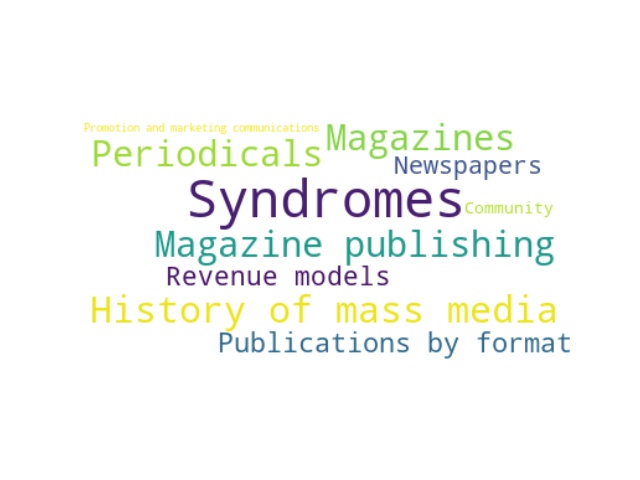 Promotion and marketing communications
Magazines
Periodicals
Newspapers
Syndromes
Community
Magazine publishing
Revenue models
History of mass media
Publications by format